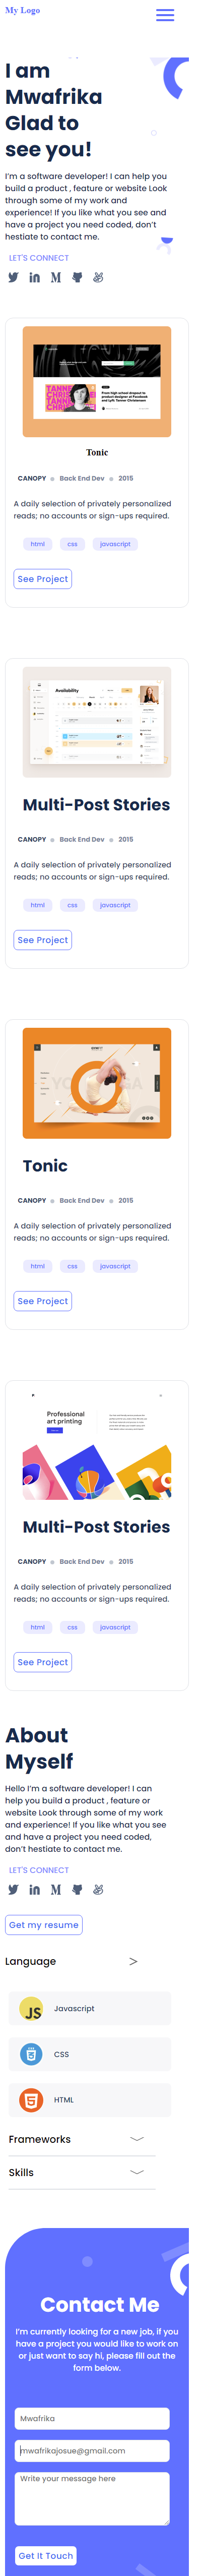 My Logo
I am
Mwafrika
Glad to
see you!
I'm a software developer! I can help you
build a product , feature or website Look
through some of my work and
experience! If you like what you see and
have a project you need coded, don't
hestiate to contact me.
LET'S CONNECT
Tonic
CANOPY Back End Dev 2015
A daily selection of privately personalized
reads; no accounts or sign-ups required.
html css javascript
See Project
Availability
Multi-Post Stories
CANOPY Back End Dev 2015
A daily selection of privately personalized
reads; no accounts or sign-ups required.
html css javascript
See Project
Tonic
CANOPY Back End Dev 2015
A daily selection of privately personalized
reads; no accounts or sign-ups required.
html css javascript
See Project
Professional
art printing
Multi-Post Stories
CANOPY Back End Dev 2015
A daily selection of privately personalized
reads; no accounts or sign-ups required.
html css javascript
See Project
About
Myself
Hello I'm a software developer! I can
help you build a product , feature or
website Look through some of my work
and experience! If you like what you see
and have a project you need coded,
don't hestiate to contact me.
LET'S CONNECT
Get my resume
Language
JS Javascript
CSS
HTML
Frameworks
Skills
Contact Me
I'm currently looking for a new job, if you
have a project you would like to work on
or just want to say hi, please fill out the
form below.
Mwafrika
mwafrikajosue@gmail.com
Write your message here
Get It Touch